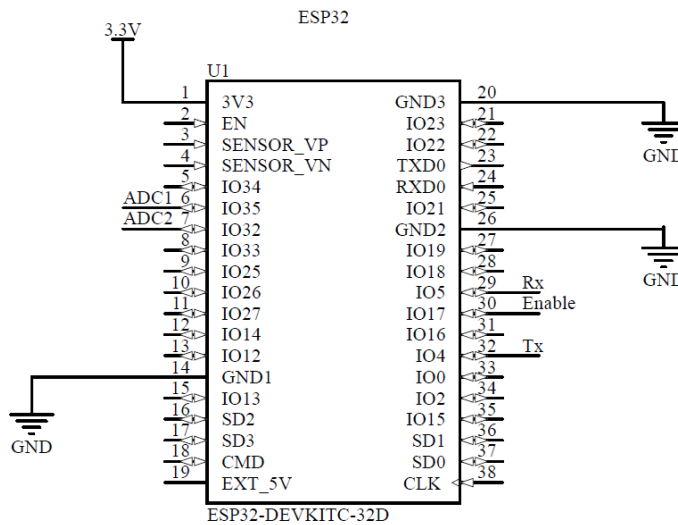 ESP32
3.3V
U1
1 3V3 GND3 20
2 EN IO23 21
3 SENSOR_VP IO22 22
4 SENSOR_VN TXD0 23
5 IO34 RXD0 24
ADC1 6 IO35 IO21 25
ADC2 7 IO32 GND2 26
8 IO33 IO19 27
9 IO25 IO18 28
10 IO26 IO5 29 Rx
11 IO27 IO17 30 Enable
12 IO14 IO16 31
13 IO12 IO4 32 Tx
14 GND1 IO0 33
15 IO13 IO2 34
16 SD2 IO15 35
17 SD3 SD1 36
18 CMD SD0 37
19 EXT_5V CLK 38
GND
GND
GND
ESP32-DEVKITC-32D